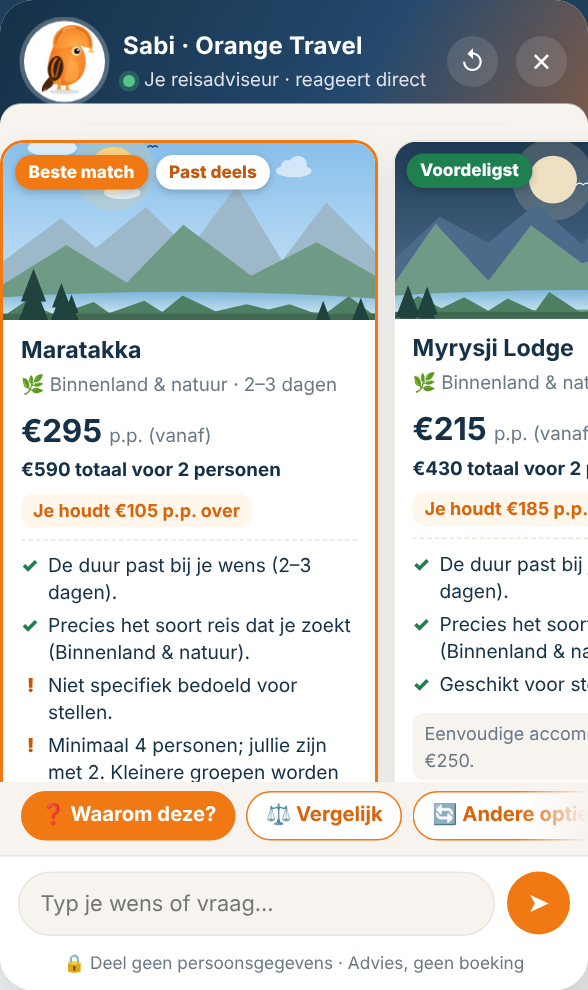 Sabi · Orange Travel
Je reisadviseur · reageert direct
Beste match
Past deels
Maratakka
Binnenland & natuur · 2–3 dagen
€295 p.p. (vanaf)
€590 totaal voor 2 personen
Je houdt €105 p.p. over
De duur past bij je wens (2–3
dagen).
Precies het soort reis dat je zoekt
(Binnenland & natuur).
Niet specifiek bedoeld voor
stellen.
Minimaal 4 personen; jullie zijn
met 2. Kleinere groepen worden
Voordeligst
Myrysji Lodge
Binnenland & nat
€215 p.p. (vanaf
€430 totaal voor 2
Je houdt €185 p.p.
De duur past bij
dagen).
Precies het soort
(Binnenland & na
Geschikt voor ste
Eenvoudige accom
€250.
❓ Waarom deze?
⚖️ Vergelijk
🔄 Andere optie
Typ je wens of vraag...
🔒 Deel geen persoonsgegevens · Advies, geen boeking